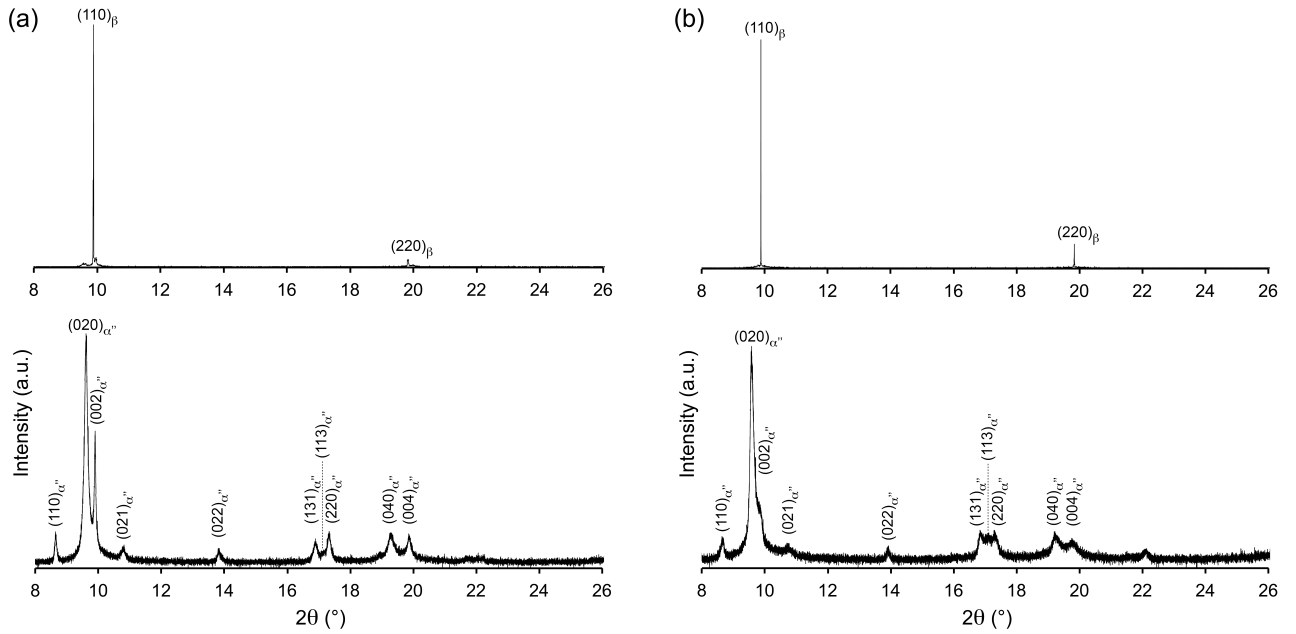 (a)
(110)β
(220)β
8 10 12 14 16 18 20 22 24 26
(020)α"
(002)α"
(110)α"
(021)α"
(022)α"
(131)α"
(113)α"
(220)α"
(040)α"
(004)α"
Intensity (a.u.)
8 10 12 14 16 18 20 22 24 26
2θ (°)
(b)
(110)β
(220)β
8 10 12 14 16 18 20 22 24 26
(020)α"
(002)α"
(110)α"
(021)α"
(022)α"
(131)α"
(113)α"
(220)α"
(040)α"
(004)α"
Intensity (a.u.)
8 10 12 14 16 18 20 22 24 26
2θ (°)